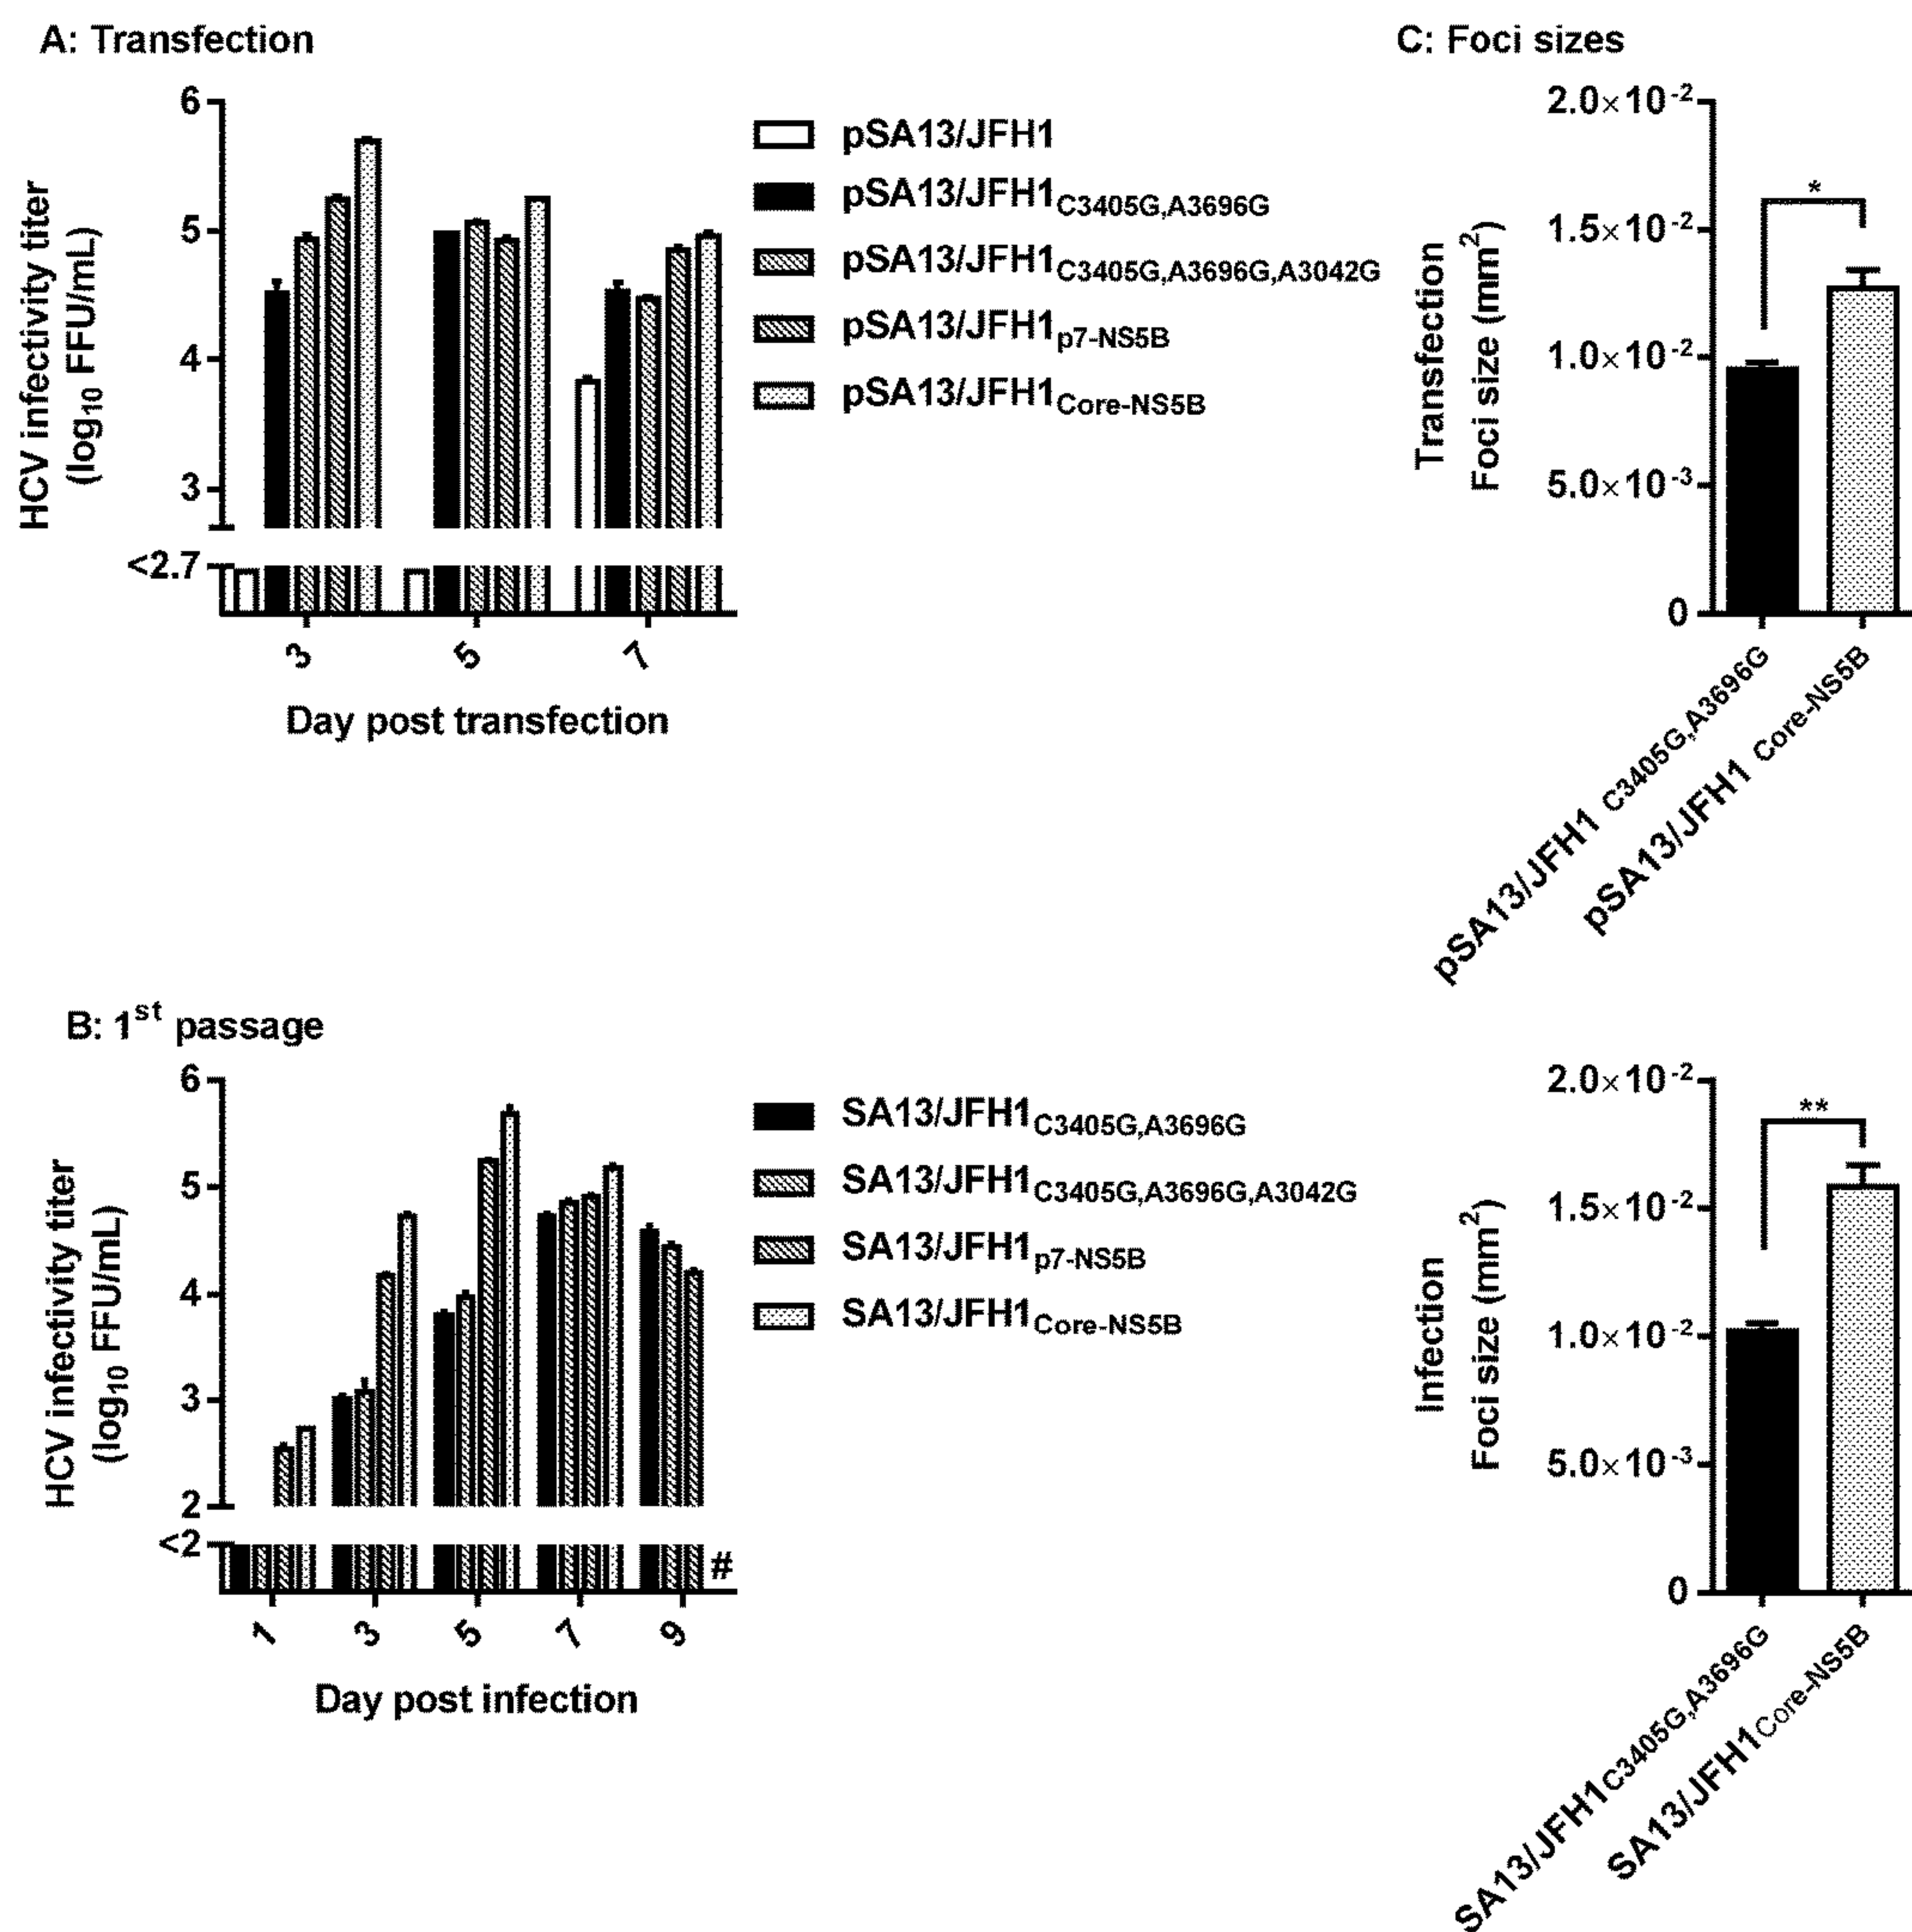 A: Transfection
HCV infectivity titer
(log10 FFU/mL)
6
5
4
3
<2.7
3
5
7
Day post transfection
pSA13/JFH1
pSA13/JFH1C3405G,A3696G
pSA13/JFH1C3405G,A3696G,A3042G
pSA13/JFH1p7-NS5B
pSA13/JFH1Core-NS5B
C: Foci sizes
Transfection
Foci size (mm2)
2.0×10-2
1.5×10-2
1.0×10-2
5.0×10-3
0
*
pSA13/JFH1 C3405G,A3696G
pSA13/JFH1 Core-NS5B
B: 1st passage
HCV infectivity titer
(log10 FFU/mL)
6
5
4
3
2
<2
#
1
3
5
7
9
Day post infection
SA13/JFH1C3405G,A3696G
SA13/JFH1C3405G,A3696G,A3042G
SA13/JFH1p7-NS5B
SA13/JFH1Core-NS5B
Infection
Foci size (mm2)
2.0×10-2
1.5×10-2
1.0×10-2
5.0×10-3
0
**
SA13/JFH1C3405G,A3696G
SA13/JFH1Core-NS5B